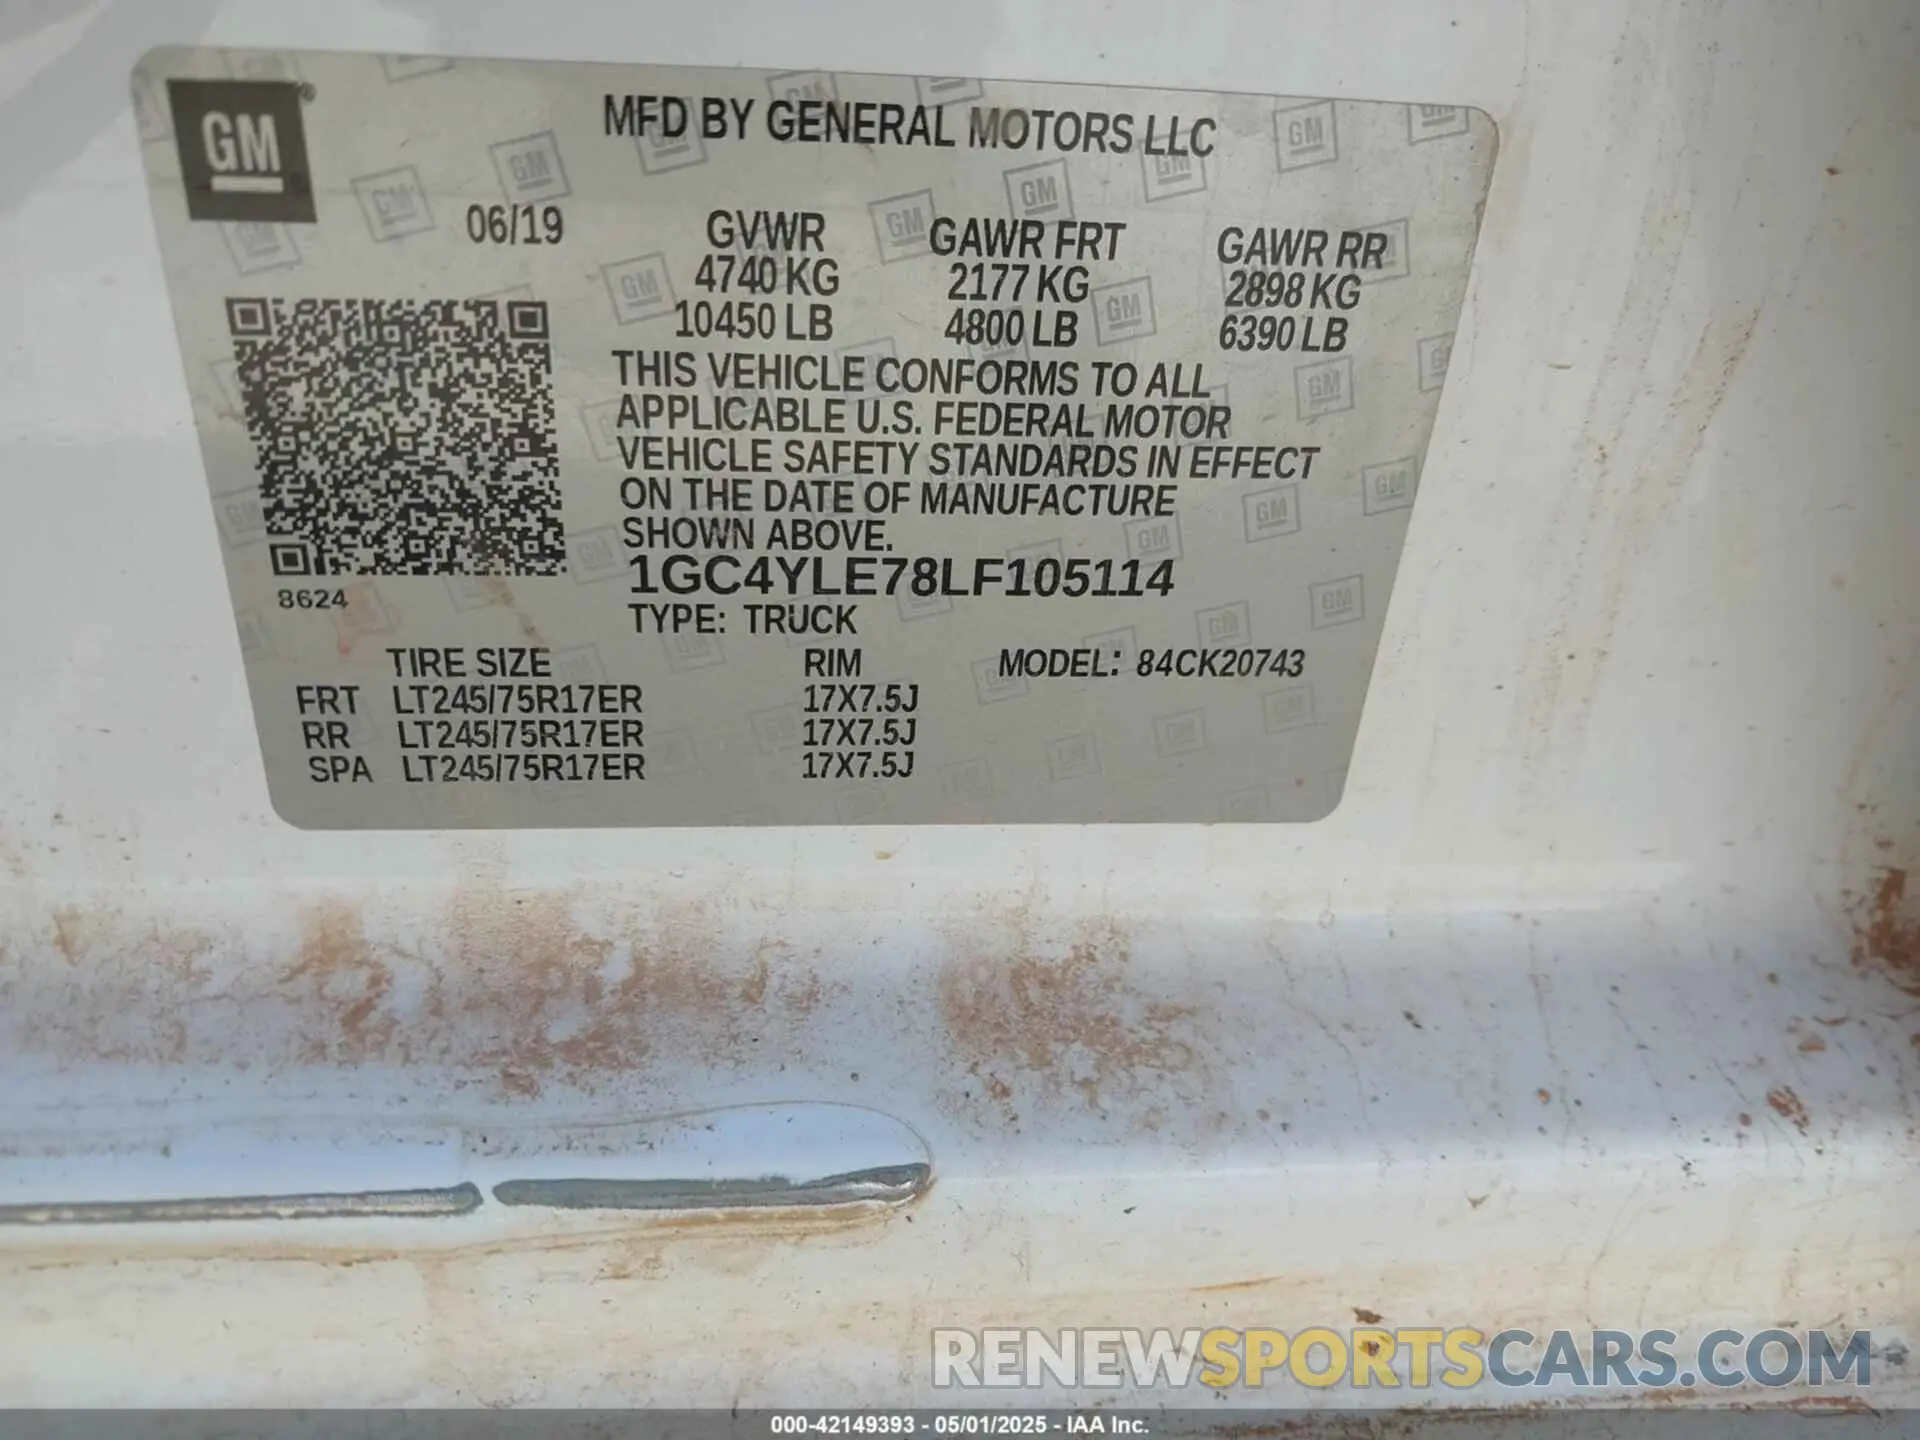 GM
MFD BY GENERAL MOTORS LLC
06/19 GVWR GAWR FRT GAWR RR
4740 KG 2177 KG 2898 KG
10450 LB 4800 LB 6390 LB
THIS VEHICLE CONFORMS TO ALL
APPLICABLE U.S. FEDERAL MOTOR
VEHICLE SAFETY STANDARDS IN EFFECT
ON THE DATE OF MANUFACTURE
SHOWN ABOVE.
1GC4YLE78LF105114
8624
TYPE: TRUCK
TIRE SIZE RIM MODEL: 84CK20743
FRT LT245/75R17ER 17X7.5J
RR LT245/75R17ER 17X7.5J
SPA LT245/75R17ER 17X7.5J
RENEWSPORTSCARS.COM
000-42149393 - 05/01/2025 - IAA Inc.